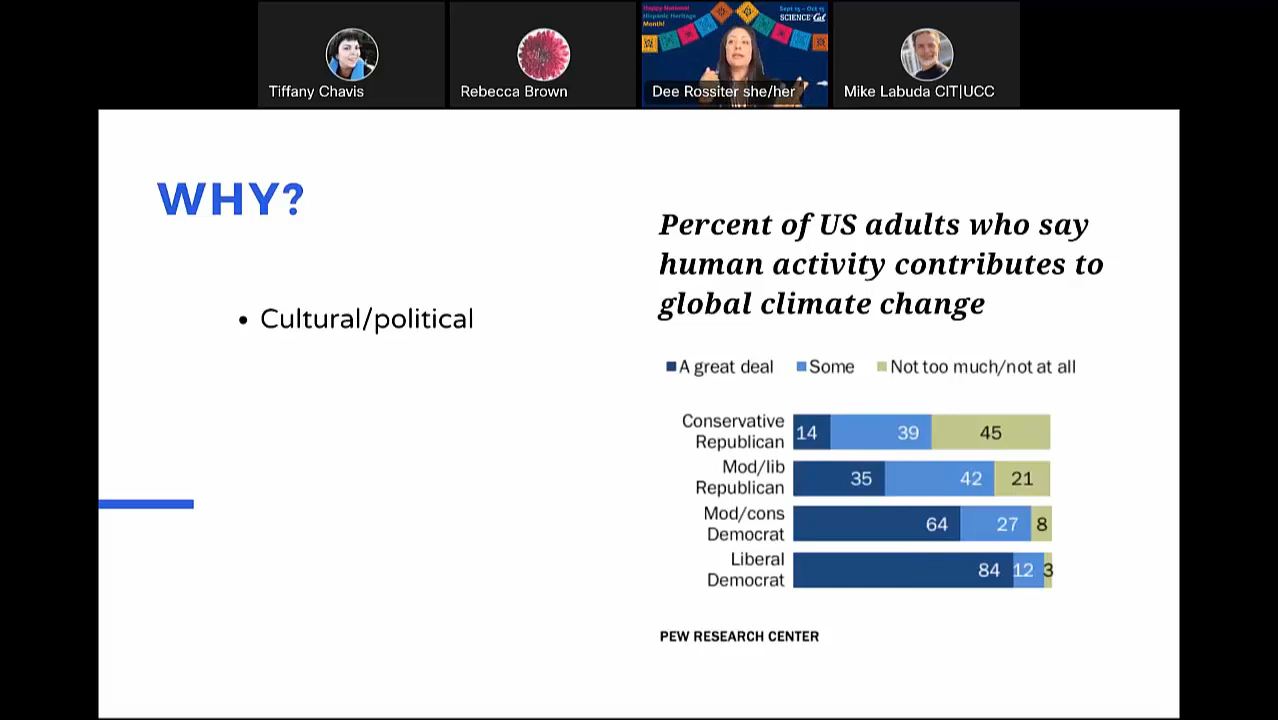 Happy National
Hispanic Heritage
Month!
Sept 15 - Oct 15
SCIENCE@Cal
Tiffany Chavis
Rebecca Brown
Dee Rossiter she/her
Mike Labuda CIT|UCC
WHY?
• Cultural/political
Percent of US adults who say
human activity contributes to
global climate change
A great deal Some Not too much/not at all
Conservative
Republican 14 39 45
Mod/lib
Republican 35 42 21
Mod/cons
Democrat 64 27 8
Liberal
Democrat 84 12 3
PEW RESEARCH CENTER